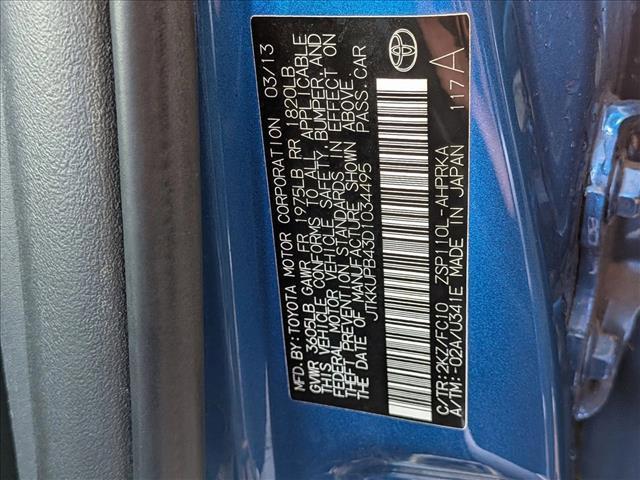 MFD. BY:TOYOTA MOTOR CORPORATION 03/13
GVWR 3695LB GAWR FR 1975LB RR 1820LB
THIS VEHICLE CONFORMS TO ALL APPLICABLE
FEDERAL MOTOR VEHICLE SAFETY, BUMPER, AND
THEFT PREVENTION STANDARDS IN EFFECT ON
THE DATE OF MANUFACTURE SHOWN ABOVE.
JTKKUPB43D1034495 PASS. CAR
C/TR:2KZ/FC10 ZSP110L-AHPRKA
A/TM:-02A/U341E MADE IN JAPAN 117A